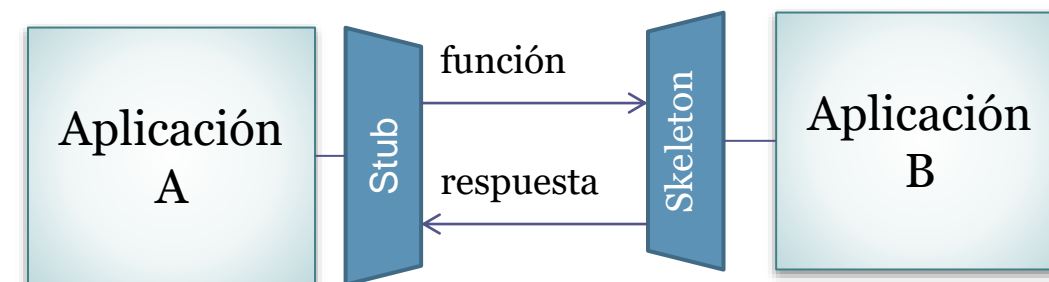 Aplicación
A
Stub
función
respuesta
Skeleton
Aplicación
B